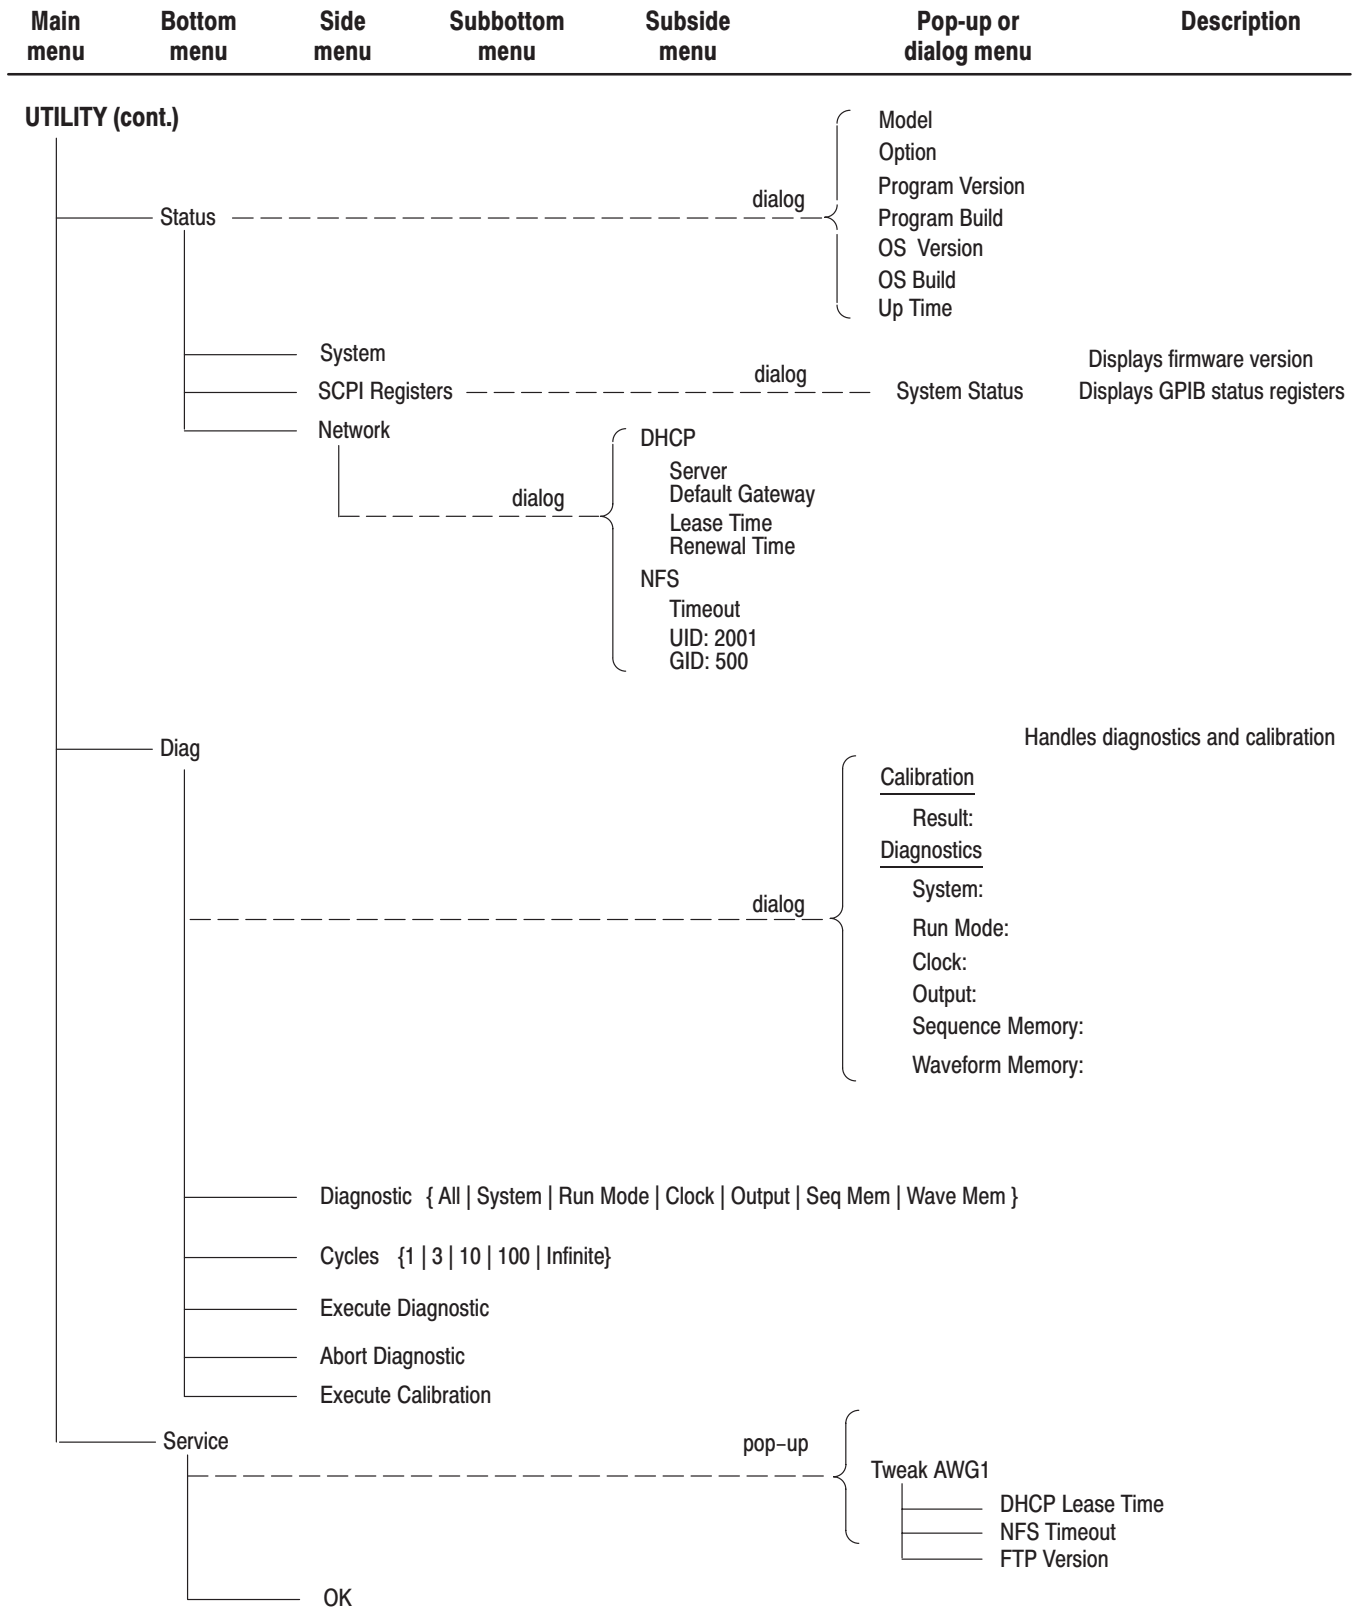 Main menu
Bottom menu
Side menu
Subbottom menu
Subside menu
Pop-up or dialog menu
Description
UTILITY (cont.)
Status
dialog
Model
Option
Program Version
Program Build
OS Version
OS Build
Up Time
System
Displays firmware version
SCPI Registers
dialog
System Status
Displays GPIB status registers
Network
dialog
DHCP
Server
Default Gateway
Lease Time
Renewal Time
NFS
Timeout
UID: 2001
GID: 500
Diag
Handles diagnostics and calibration
dialog
Calibration
Result:
Diagnostics
System:
Run Mode:
Clock:
Output:
Sequence Memory:
Waveform Memory:
Diagnostic { All | System | Run Mode | Clock | Output | Seq Mem | Wave Mem }
Cycles {1 | 3 | 10 | 100 | Infinite}
Execute Diagnostic
Abort Diagnostic
Execute Calibration
Service
pop-up
Tweak AWG1
DHCP Lease Time
NFS Timeout
FTP Version
OK